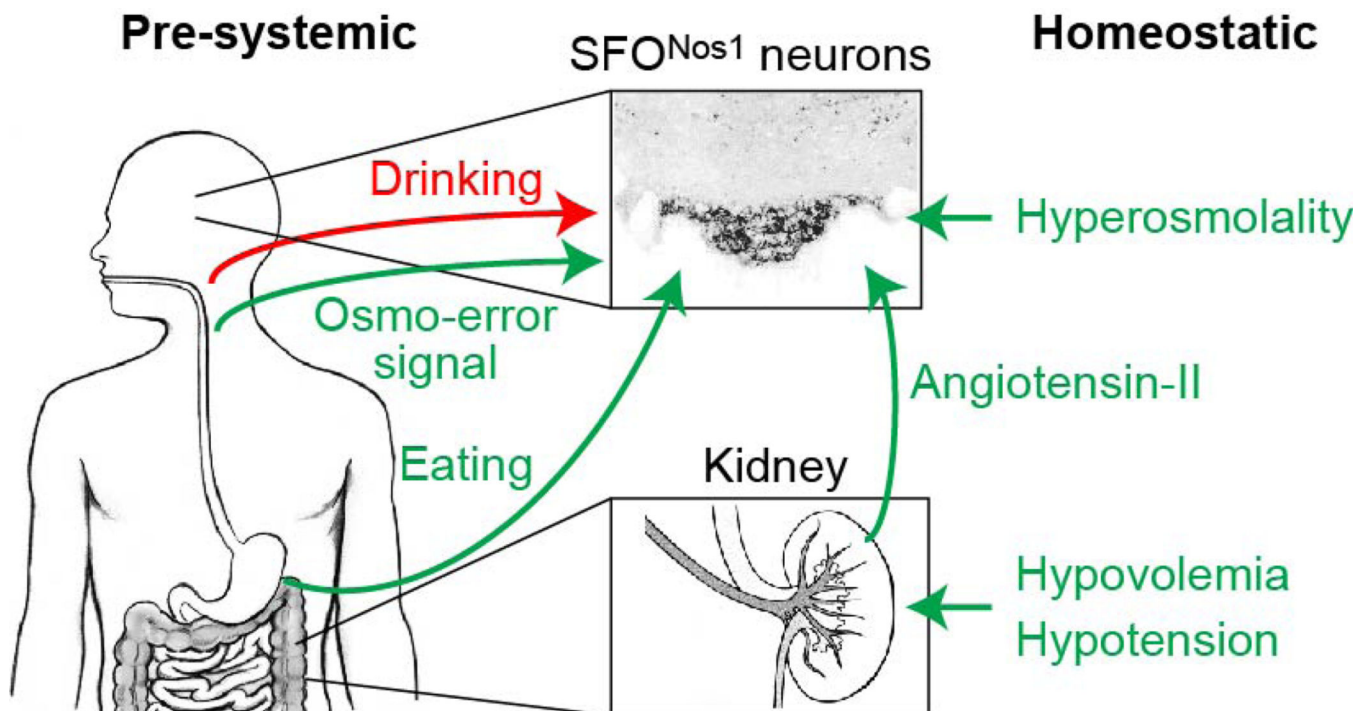 Pre-systemic
Homeostatic
SFONos1 neurons
Drinking
Hyperosmolality
Osmo-error
signal
Angiotensin-II
Eating
Kidney
Hypovolemia
Hypotension